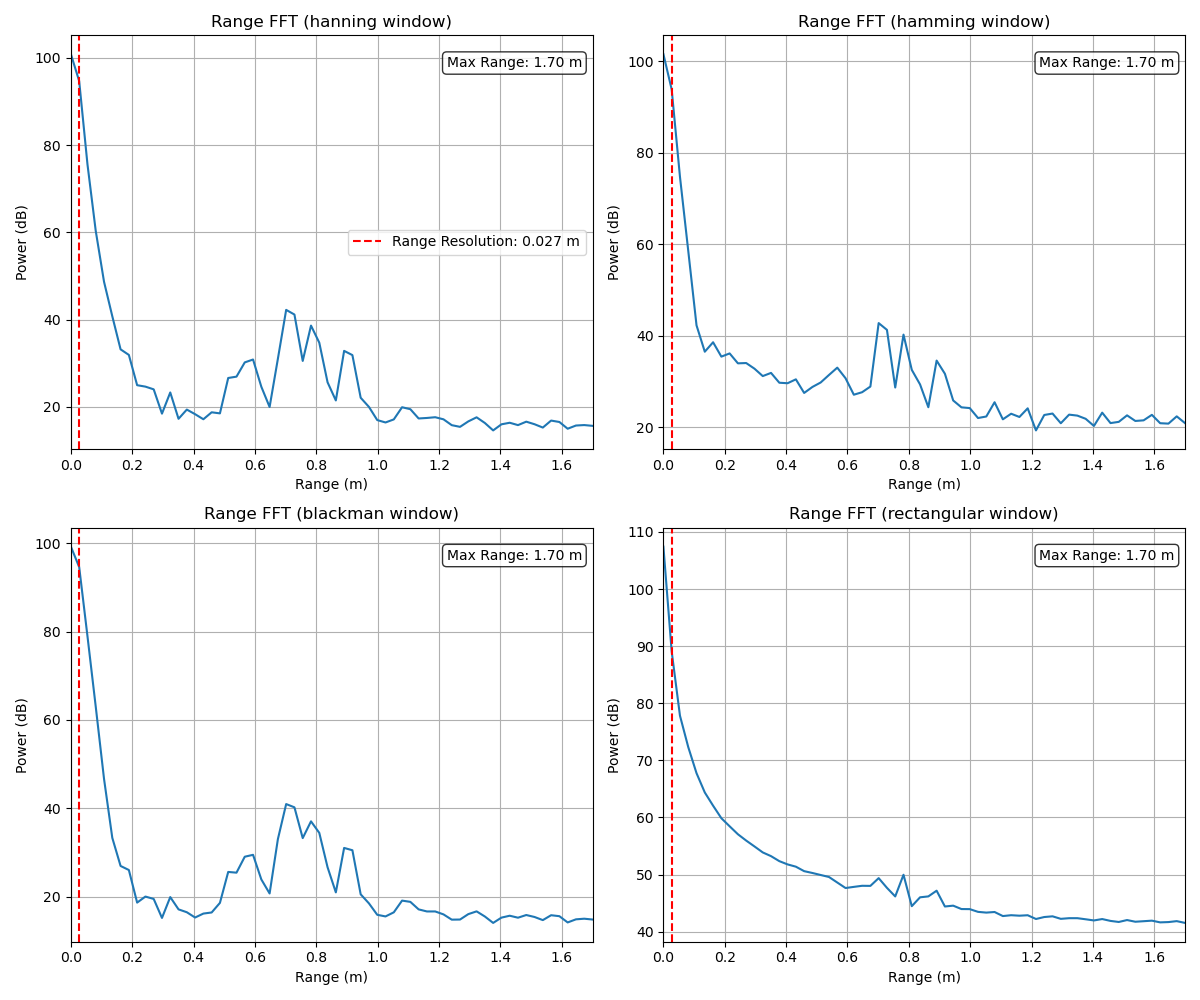 Range FFT (hanning window)
Max Range: 1.70 m
Range Resolution: 0.027 m
Power (dB)
100
80
60
40
20
0.0 0.2 0.4 0.6 0.8 1.0 1.2 1.4 1.6
Range (m)
Range FFT (hamming window)
Max Range: 1.70 m
Power (dB)
100
80
60
40
20
0.0 0.2 0.4 0.6 0.8 1.0 1.2 1.4 1.6
Range (m)
Range FFT (blackman window)
Max Range: 1.70 m
Power (dB)
100
80
60
40
20
0.0 0.2 0.4 0.6 0.8 1.0 1.2 1.4 1.6
Range (m)
Range FFT (rectangular window)
Max Range: 1.70 m
Power (dB)
110
100
90
80
70
60
50
40
0.0 0.2 0.4 0.6 0.8 1.0 1.2 1.4 1.6
Range (m)